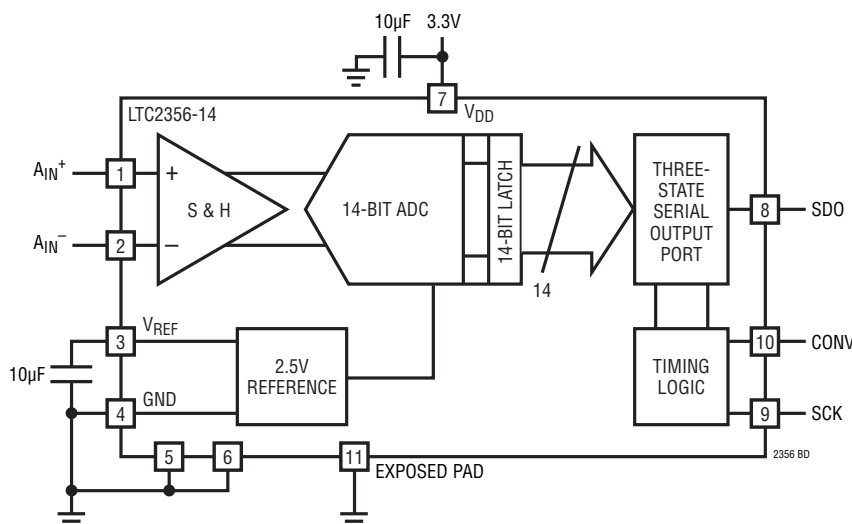 10µF 3.3V
7
LTC2356-14
VDD
AIN+
1
+
S & H
14-BIT ADC
14-BIT LATCH
14
THREE-
STATE
SERIAL
OUTPUT
PORT
8
SDO
AIN–
2
–
3
VREF
10µF
4
GND
2.5V
REFERENCE
TIMING
LOGIC
10
CONV
9
SCK
5
6
11
EXPOSED PAD
2356 BD